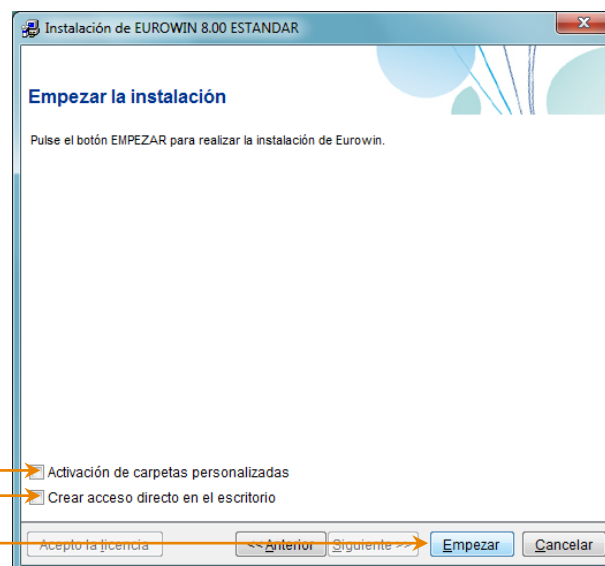 Instalación de EUROWIN 8.00 ESTANDAR
Empezar la instalación
Pulse el botón EMPEZAR para realizar la instalación de Eurowin.
Activación de carpetas personalizadas
Crear acceso directo en el escritorio
Acepto la licencia << Anterior Siguiente >> Empezar Cancelar